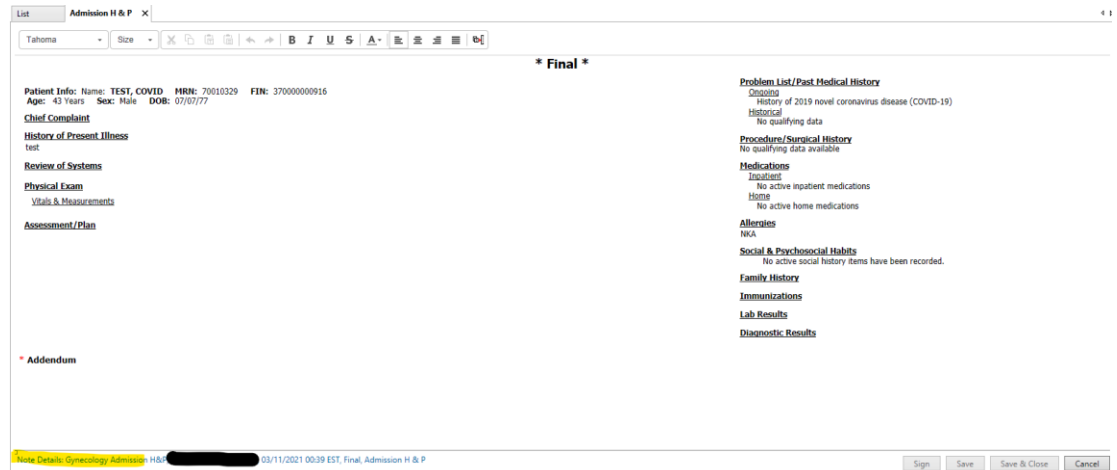 List Admission H & P X
Tahoma Size B I U S A
* Final *
Patient Info: Name: TEST, COVID MRN: 70010329 FIN: 370000000916
Age: 43 Years Sex: Male DOB: 07/07/77
Chief Complaint
History of Present Illness
test
Review of Systems
Physical Exam
Vitals & Measurements
Assessment/Plan
Problem List/Past Medical History
Ongoing
History of 2019 novel coronavirus disease (COVID-19)
Historical
No qualifying data
Procedure/Surgical History
No qualifying data available
Medications
Inpatient
No active inpatient medications
Home
No active home medications
Allergies
NKA
Social & Psychosocial Habits
No active social history items have been recorded.
Family History
Immunizations
Lab Results
Diagnostic Results
* Addendum
Note Details: Gynecology Admission H&P 03/11/2021 00:39 EST, Final, Admission H & P
Sign Save Save & Close Cancel